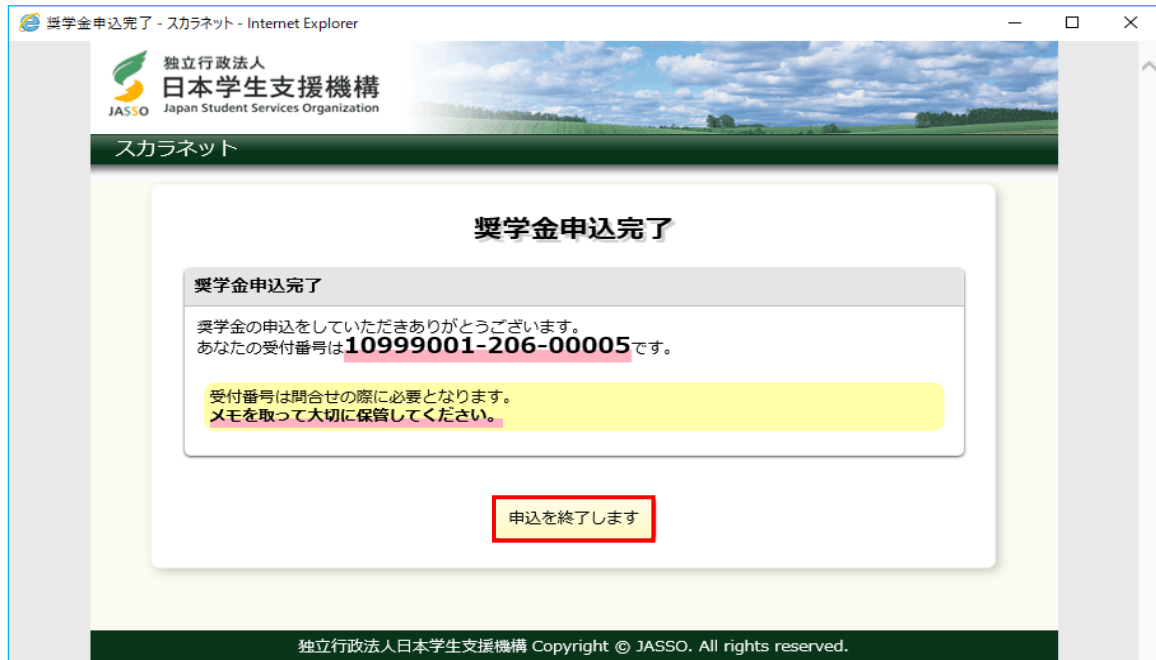 奨学金申込完了 - スカラネット - Internet Explorer
独立行政法人
日本学生支援機構
JASSO Japan Student Services Organization
スカラネット
奨学金申込完了
奨学金申込完了
奨学金の申込をしていただきありがとうございます。
あなたの受付番号は10999001-206-00005です。
受付番号は問合せの際に必要となります。
メモを取って大切に保管してください。
申込を終了します
独立行政法人日本学生支援機構 Copyright © JASSO. All rights reserved.